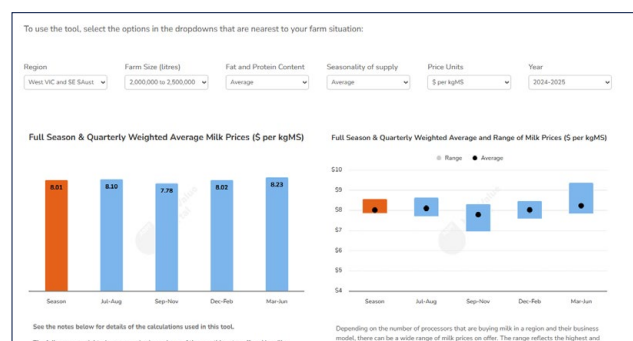 To use the tool, select the options in the dropdowns that are nearest to your farm situation:
Region
Farm Size (litres)
Fat and Protein Content
Seasonality of supply
Price Units
Year
West VIC and SE SAust
2,000,000 to 2,500,000
Average
Average
$ per kgMS
2024-2025
Full Season & Quarterly Weighted Average Milk Prices ($ per kgMS)
8.01
8.10
7.78
8.02
8.23
Season
Jul-Aug
Sep-Nov
Dec-Feb
Mar-Jun
See the notes below for details of the calculations used in this tool.
Full Season & Quarterly Weighted Average and Range of Milk Prices ($ per kgMS)
Range
Average
$10
$9
$8
$7
$6
$5
$4
Season
Jul-Aug
Sep-Nov
Dec-Feb
Mar-Jun
Depending on the number of processors that are buying milk in a region and their business
model, there can be a wide range of milk prices on offer. The range reflects the highest and